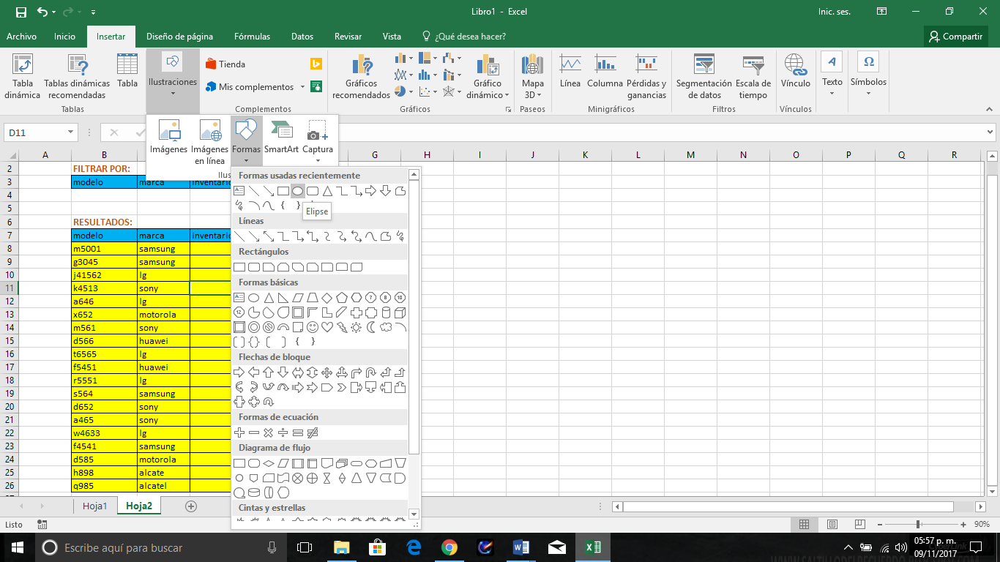 Libro1 - Excel
Inic. ses.
Archivo Inicio Insertar Diseño de página Fórmulas Datos Revisar Vista ¿Qué desea hacer? Compartir
Tabla dinámica
Tablas dinámicas recomendadas
Tabla
Tablas
Ilustraciones
Tienda
Mis complementos
Complementos
Gráficos recomendados
Gráfico dinámico
Gráficos
Mapa 3D
Paseos
Línea
Columna
Pérdidas y ganancias
Minigráficos
Segmentación de datos
Escala de tiempo
Filtros
Vínculo
Vínculos
Texto
Símbolos
D11
Imágenes
Imágenes en línea
Formas
SmartArt
Captura
A B G H I J K L M N O P Q R
2 FILTRAR POR:
3 modelo marca inventario
4
5
6 RESULTADOS:
7 modelo marca inventario
8 m5001 samsung
9 g3045 samsung
10 j41562 lg
11 k4513 sony
12 a646 lg
13 x652 motorola
14 m561 sony
15 d566 huawei
16 t6565 lg
17 f5451 huawei
18 r5551 lg
19 s564 samsung
20 d652 sony
21 a465 sony
22 w4633 lg
23 f4541 samsung
24 d585 motorola
25 h898 alcate
26 q985 alcatel
Formas usadas recientemente
Elipse
Líneas
Rectángulos
Formas básicas
Flechas de bloque
Formas de ecuación
Diagrama de flujo
Cintas y estrellas
Hoja1 Hoja2
Listo
90%
Escribe aquí para buscar
05:57 p. m.
09/11/2017